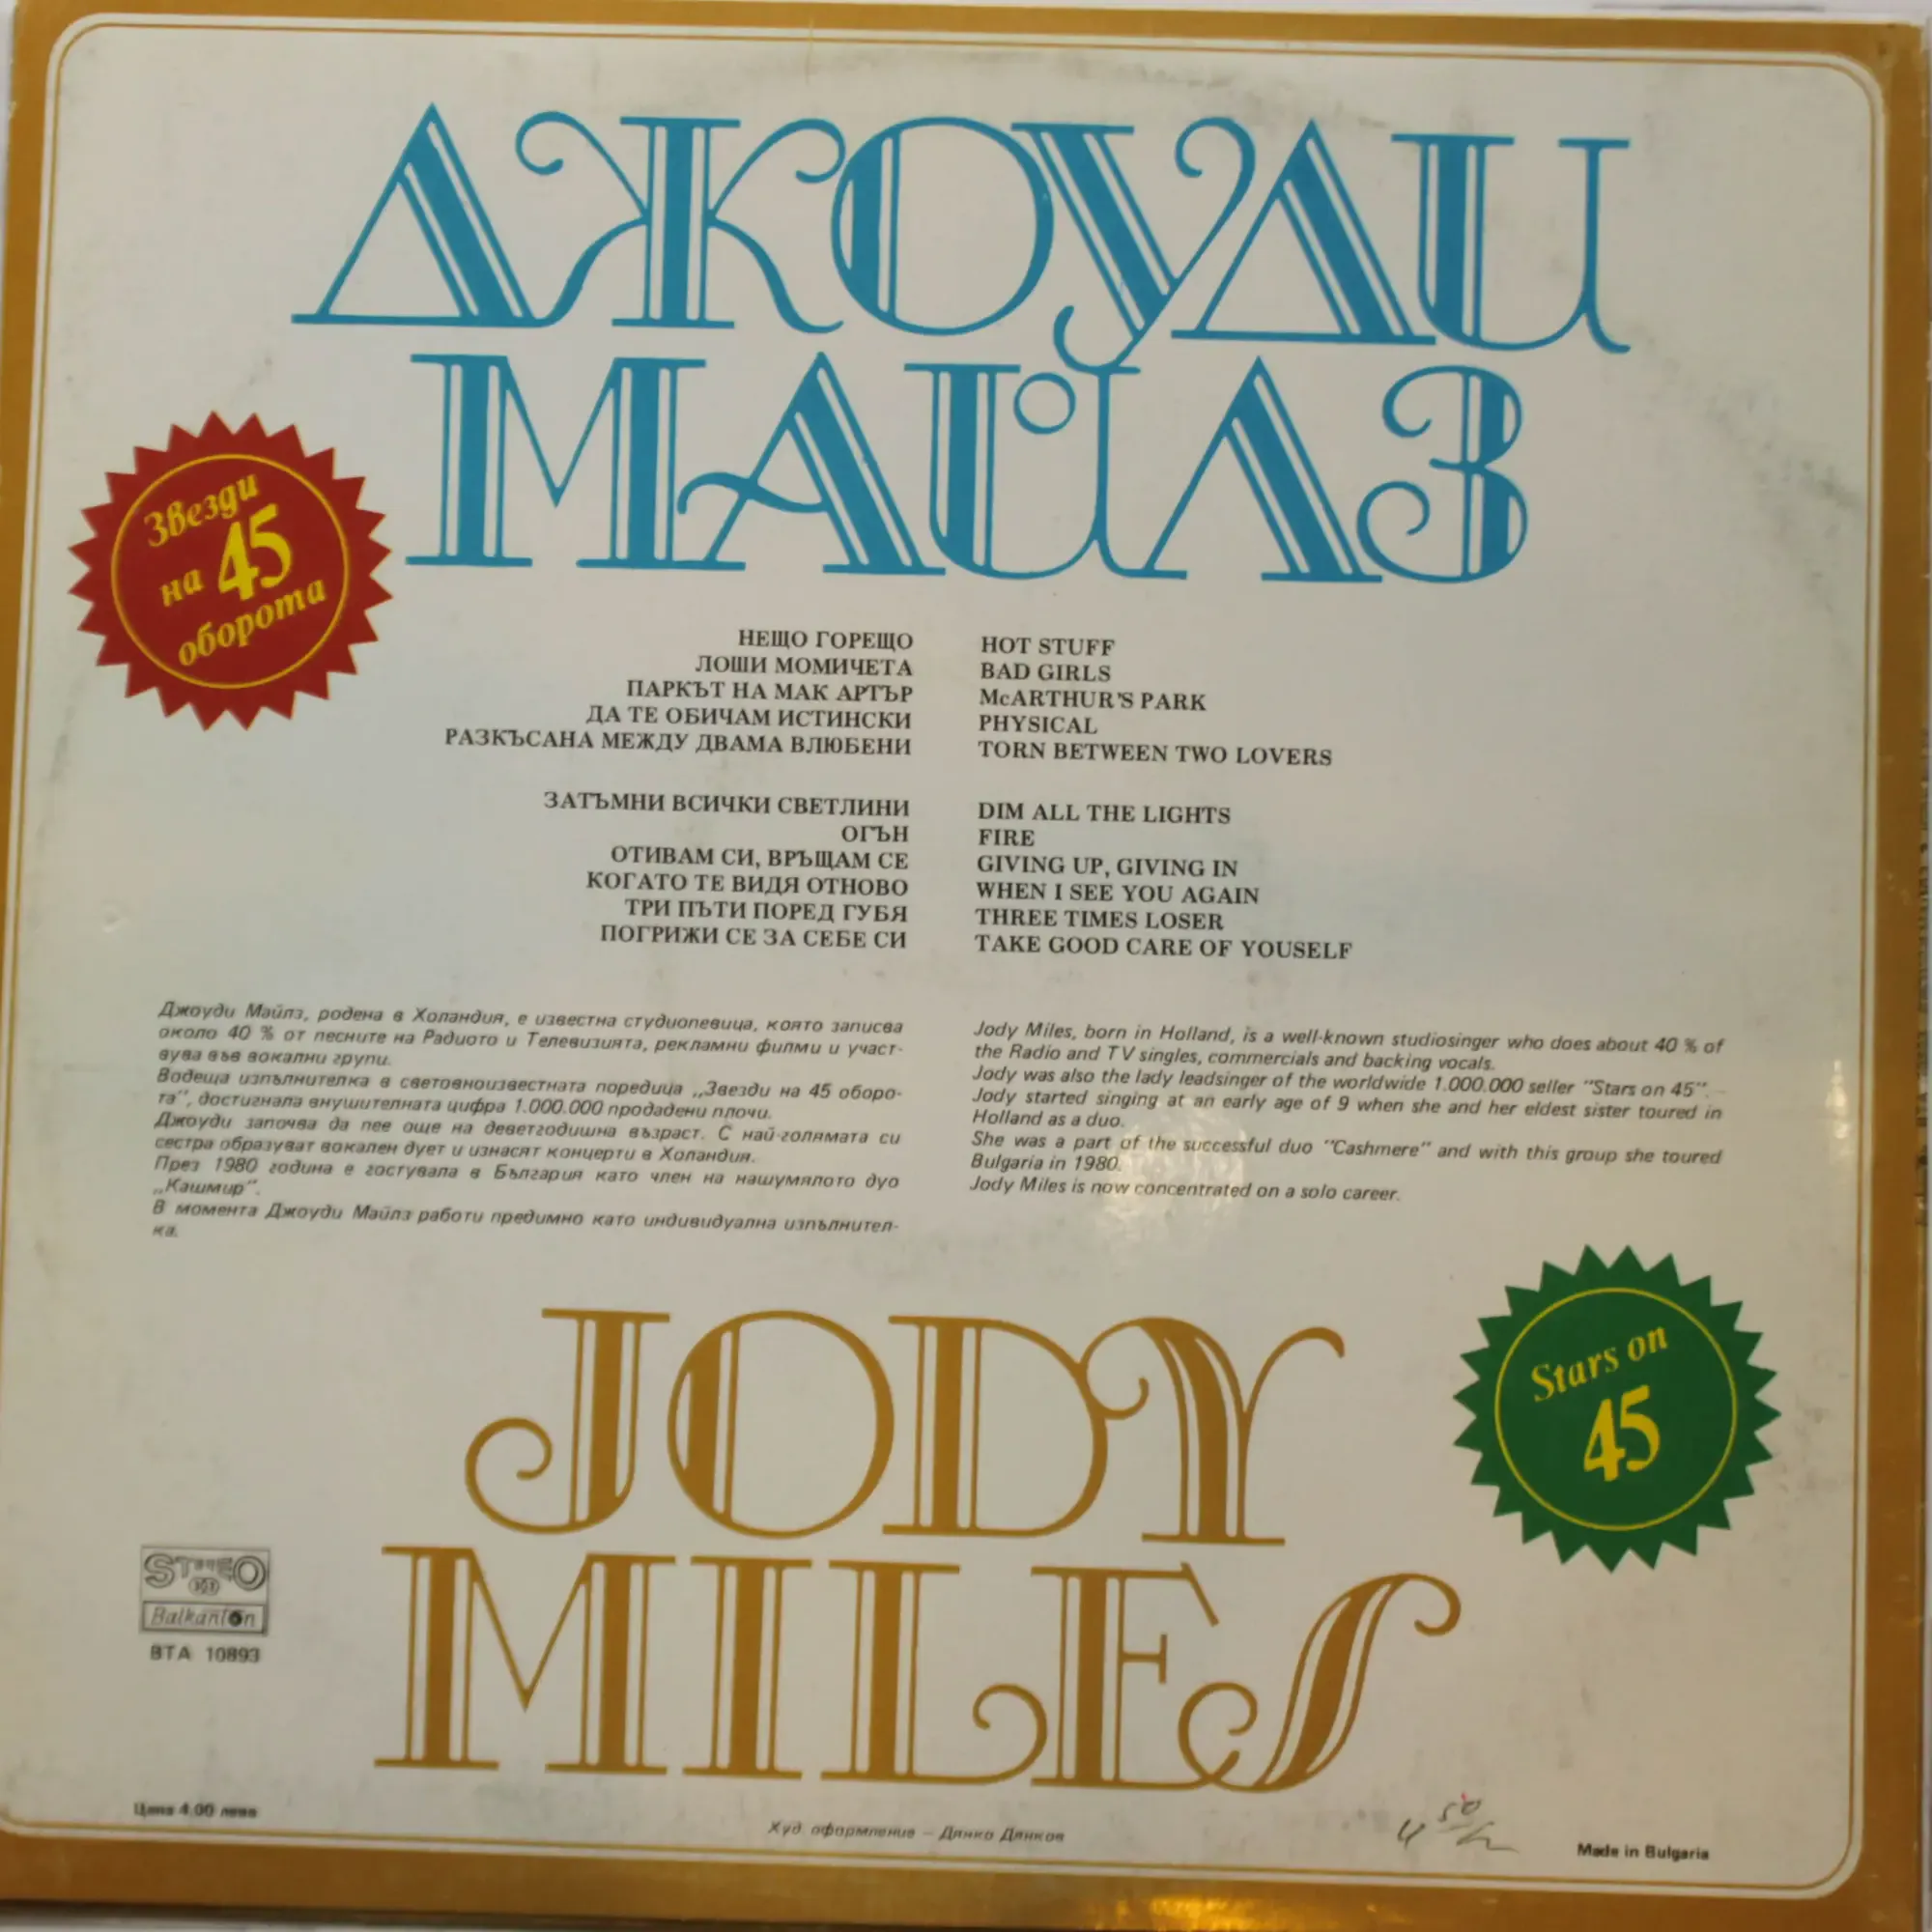 ДЖОУДИ
МАЙЛЗ
Звезди
на 45
оборота
НЕЩО ГОРЕЩО
ЛОШИ МОМИЧЕТА
ПАРКЪТ НА МАК АРТЪР
ДА ТЕ ОБИЧАМ ИСТИНСКИ
РАЗКЪСАНА МЕЖДУ ДВАМА ВЛЮБЕНИ
ЗАТЪМНИ ВСИЧКИ СВЕТЛИНИ
ОГЪН
ОТИВАМ СИ, ВРЪЩАМ СЕ
КОГАТО ТЕ ВИДЯ ОТНОВО
ТРИ ПЪТИ ПОРЕД ГУБЯ
ПОГРИЖИ СЕ ЗА СЕБЕ СИ
HOT STUFF
BAD GIRLS
McARTHUR'S PARK
PHYSICAL
TORN BETWEEN TWO LOVERS
DIM ALL THE LIGHTS
FIRE
GIVING UP, GIVING IN
WHEN I SEE YOU AGAIN
THREE TIMES LOSER
TAKE GOOD CARE OF YOUSELF
Джоуди Майлз, родена в Холандия, е известна студиопевица, която записва
около 40 % от песните на Радиото и Телевизията, рекламни филми и участ-
вува във вокални групи.
Водеща изпълнителка в световноизвестната поредица „Звезди на 45 оборо-
та", достигнала внушителната цифра 1.000.000 продадени плочи.
Джоуди започва да пее още на деветгодишна възраст. С най-голямата си
сестра образуват вокален дует и изнасят концерти в Холандия.
През 1980 година е гостувала в България като член на нашумялото дуо
„Кашмир".
В момента Джоуди Майлз работи предимно като индивидуална изпълнител-
ка.
Jody Miles, born in Holland, is a well-known studiosinger who does about 40 % of
the Radio and TV singles, commercials and backing vocals.
Jody was also the lady leadsinger of the worldwide 1.000.000 seller "Stars on 45". –
Jody started singing at an early age of 9 when she and her eldest sister toured in
Holland as a duo.
She was a part of the successful duo "Cashmere" and with this group she toured
Bulgaria in 1980.
Jody Miles is now concentrated on a solo career.
Stars on
45
JODY
MILES
STEREO
Balkanton
ВТА 10893
Цена 4.00 лева
Худ. оформление – Дянко Дянков
Made in Bulgaria